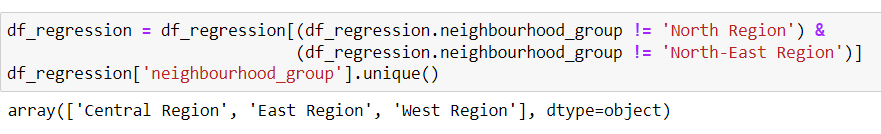 df_regression = df_regression[(df_regression.neighbourhood_group != 'North Region') &
(df_regression.neighbourhood_group != 'North-East Region')]
df_regression['neighbourhood_group'].unique()
array(['Central Region', 'East Region', 'West Region'], dtype=object)